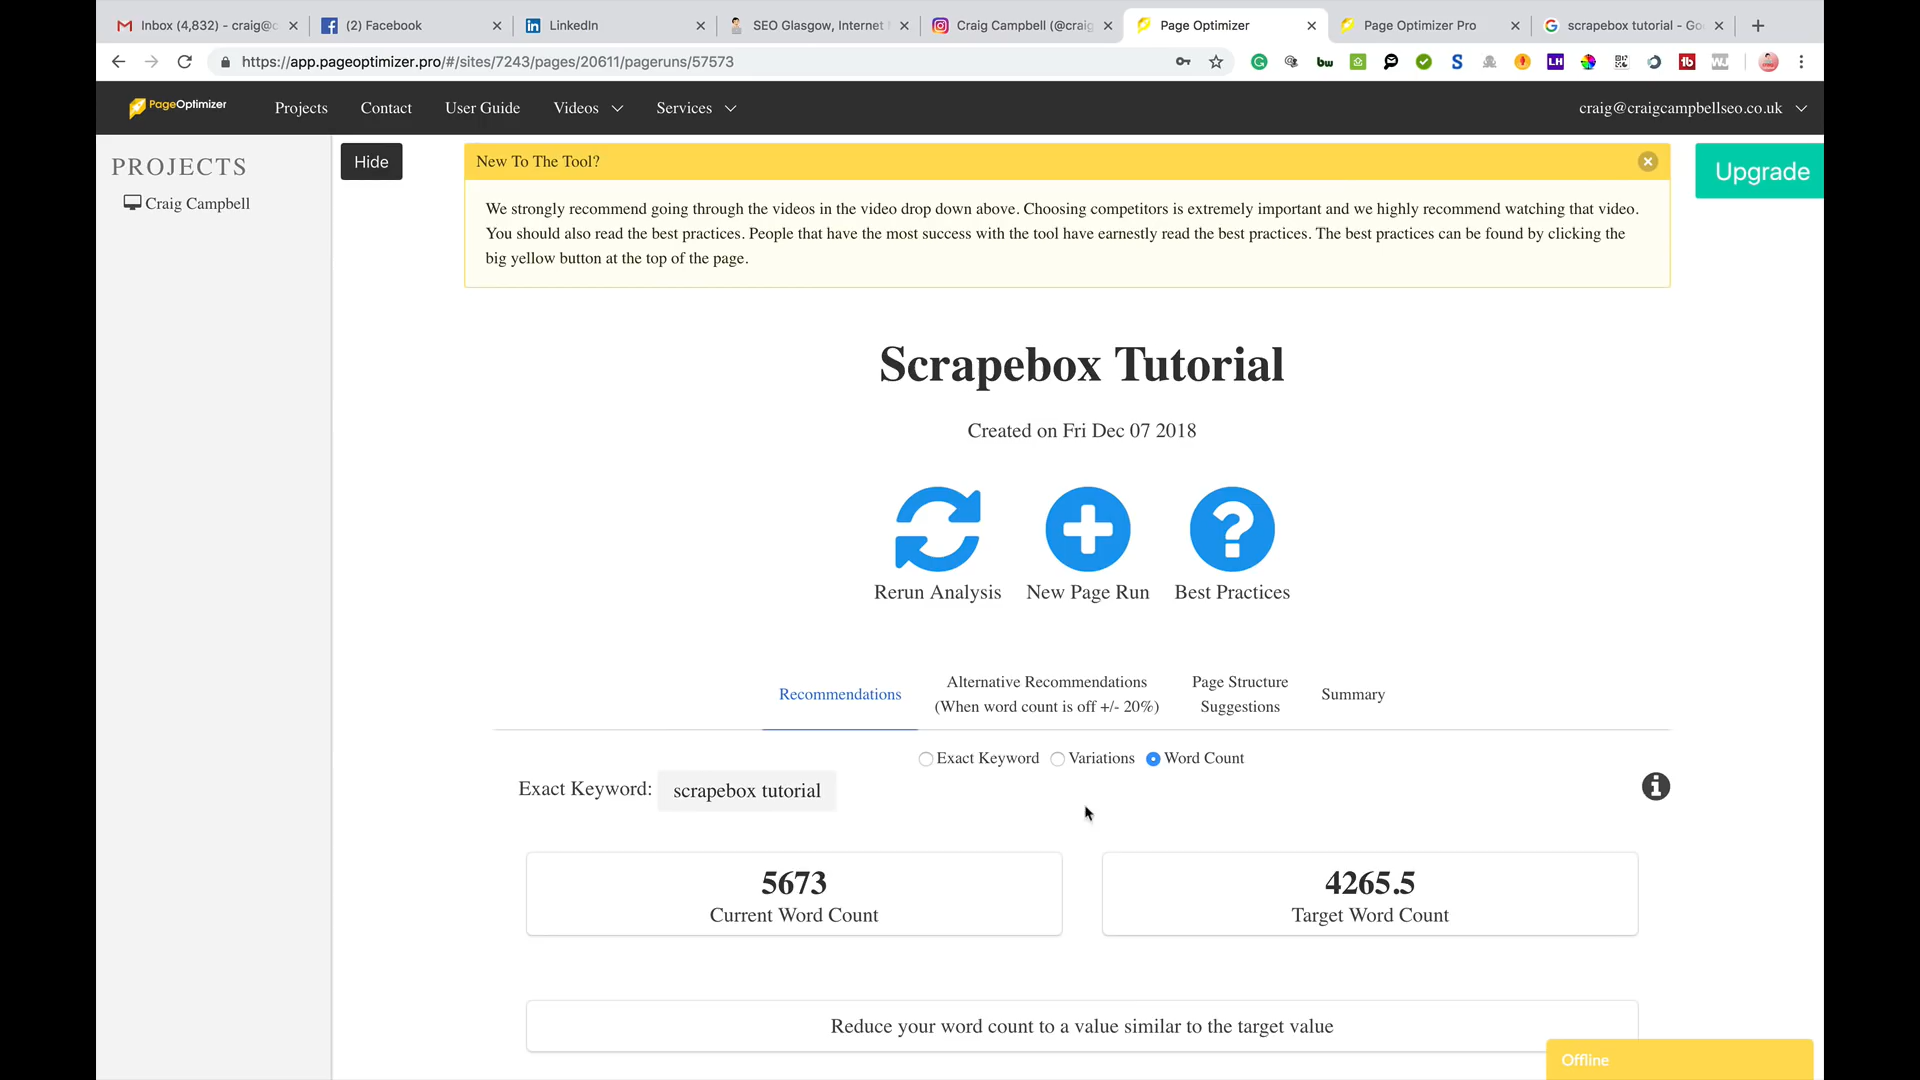 Inbox (4,832) - craig@c
(2) Facebook
LinkedIn
SEO Glasgow, Internet
Craig Campbell (@craig
Page Optimizer
Page Optimizer Pro
scrapebox tutorial - Go
https://app.pageoptimizer.pro/#/sites/7243/pages/20611/pageruns/57573
PageOptimizer
Projects
Contact
User Guide
Videos
Services
craig@craigcampbellseo.co.uk
PROJECTS
Craig Campbell
Hide
New To The Tool?
Upgrade
We strongly recommend going through the videos in the video drop down above. Choosing competitors is extremely important and we highly recommend watching that video.
You should also read the best practices. People that have the most success with the tool have earnestly read the best practices. The best practices can be found by clicking the
big yellow button at the top of the page.
Scrapebox Tutorial
Created on Fri Dec 07 2018
Rerun Analysis
New Page Run
Best Practices
Recommendations
Alternative Recommendations
(When word count is off +/- 20%)
Page Structure
Suggestions
Summary
Exact Keyword
Variations
Word Count
Exact Keyword: scrapebox tutorial
5673
Current Word Count
4265.5
Target Word Count
Reduce your word count to a value similar to the target value
Offline